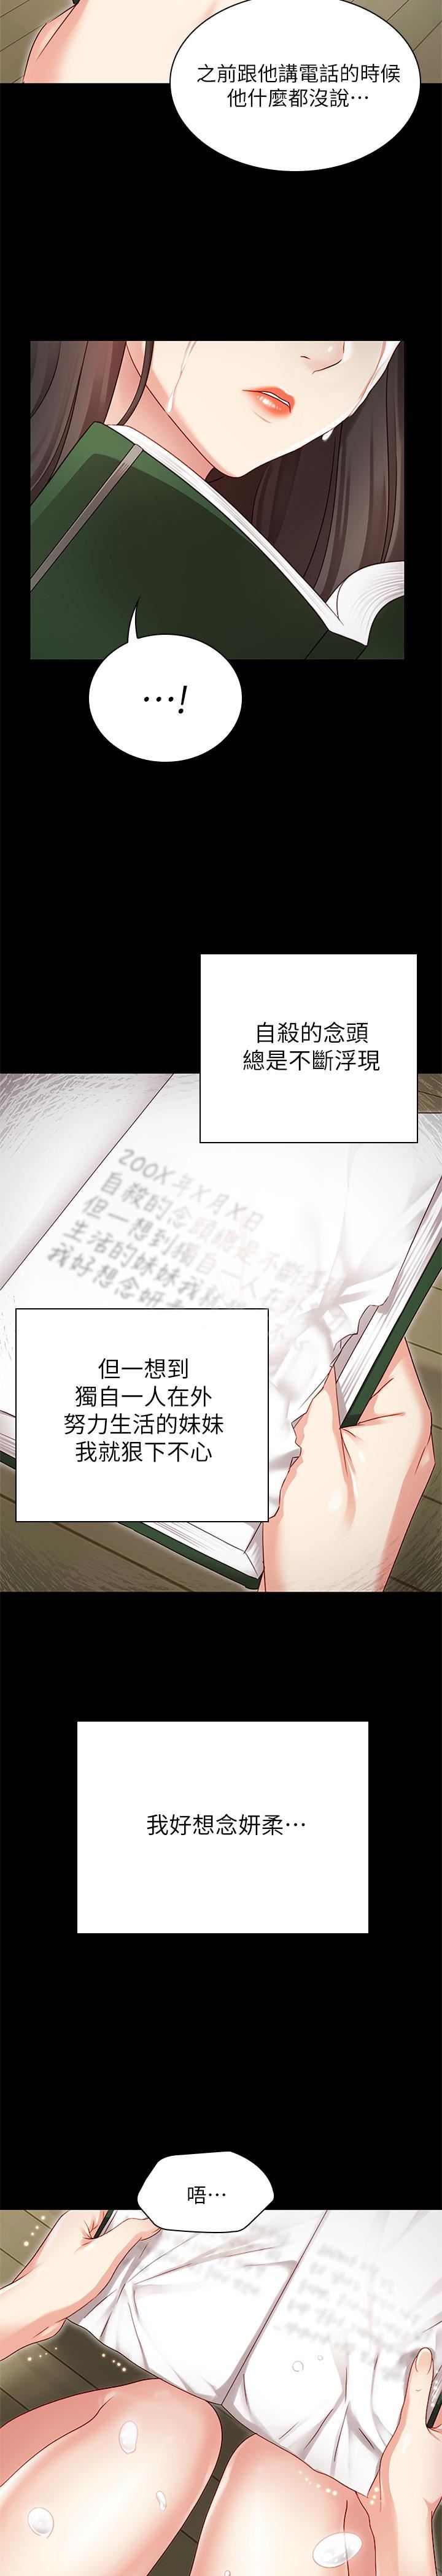 之前跟他講電話的時候
他什麼都沒說…
…!
自殺的念頭
總是不斷浮現
200X年X月X日
自殺的念頭總是不斷浮
但一想到獨自一人在外
生活的妹妹我就
我好想念妍
但一想到
獨自一人在外
努力生活的妹妹
我就狠下不心
我好想念妍柔…
唔…